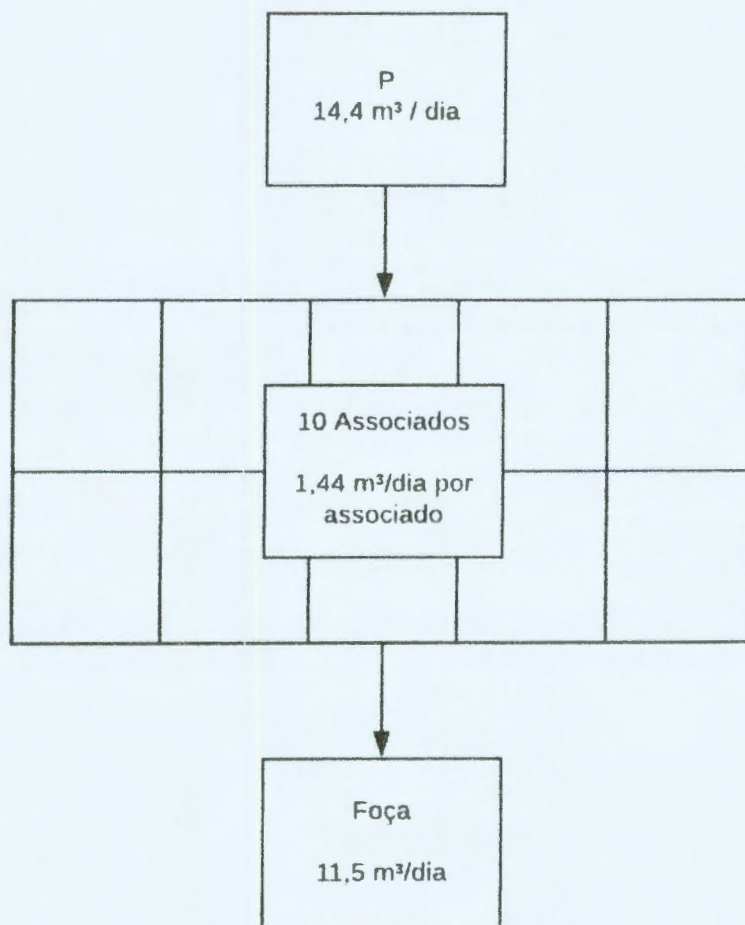 P
14,4 m³ / dia
10 Associados
1,44 m³/dia por
associado
Foça
11,5 m³/dia